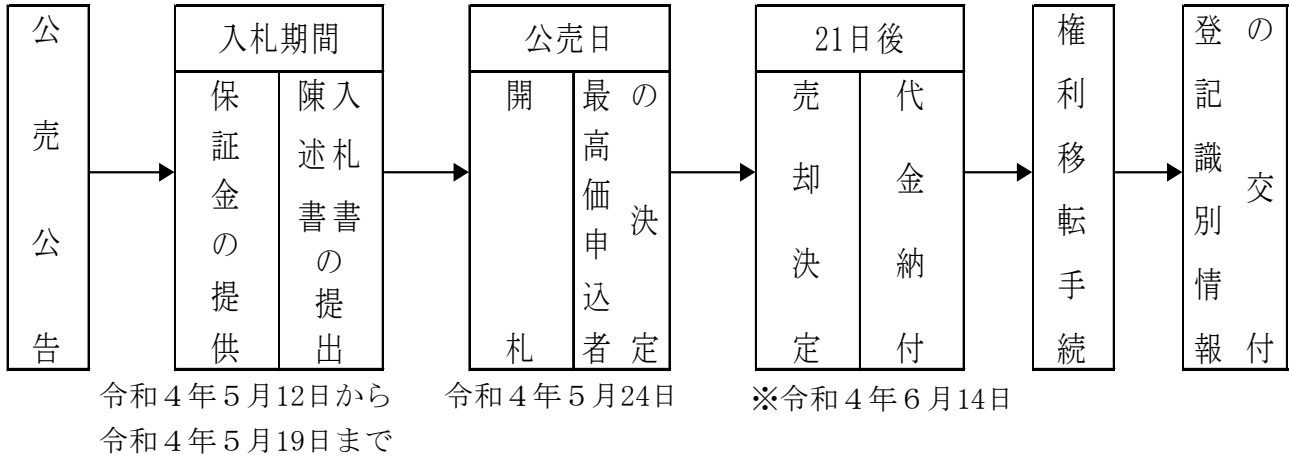 公売公告
入札期間
保証金の提供
入札書の提出
陳述書
公売日
開札
最高価申込者
の決定
21日後
売却決定
代金納付
権利移転手続
登記識別情報
の交付
令和４年５月12日から
令和４年５月19日まで
令和４年５月24日
※令和４年６月14日